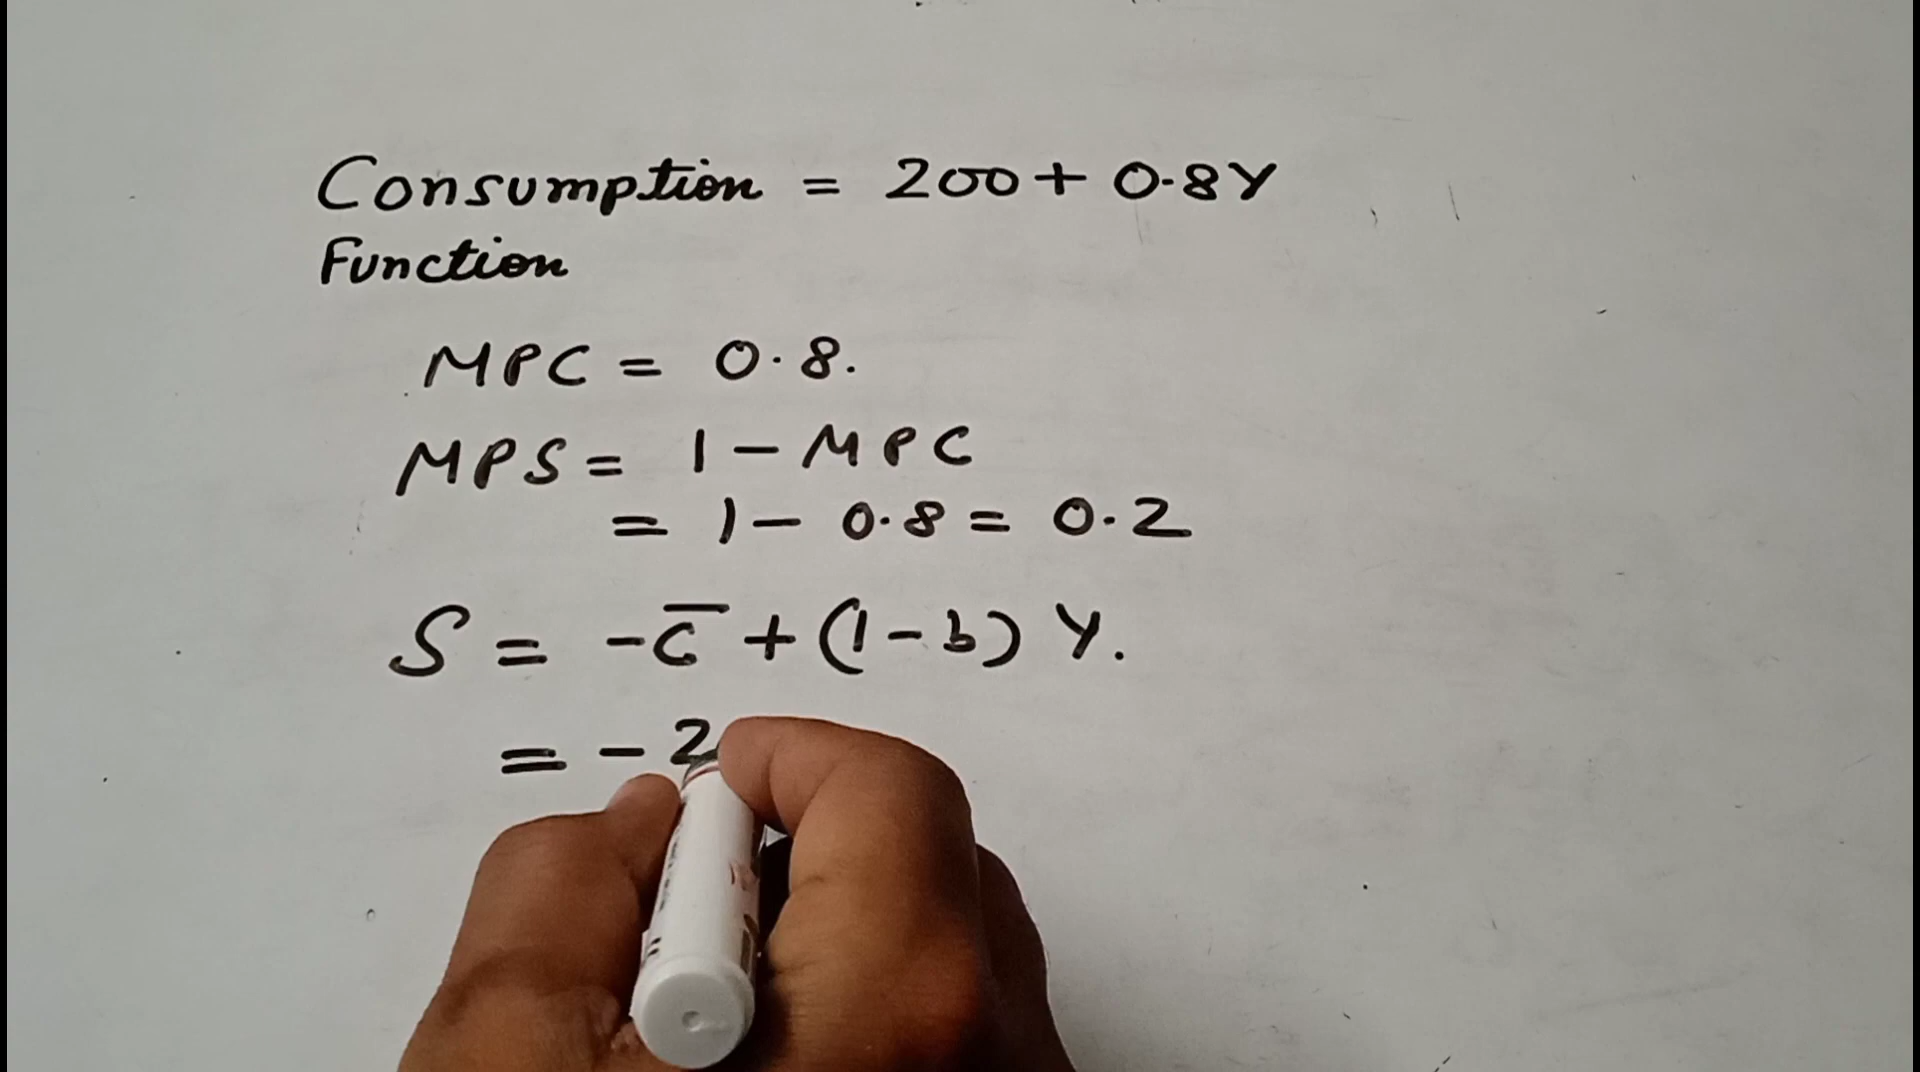 Consumption = 200 + 0.8Y
Function
MPC = 0.8.
MPS = 1 - MPC
= 1 - 0.8 = 0.2
S = -c̅ + (1-b) Y.
= - 2